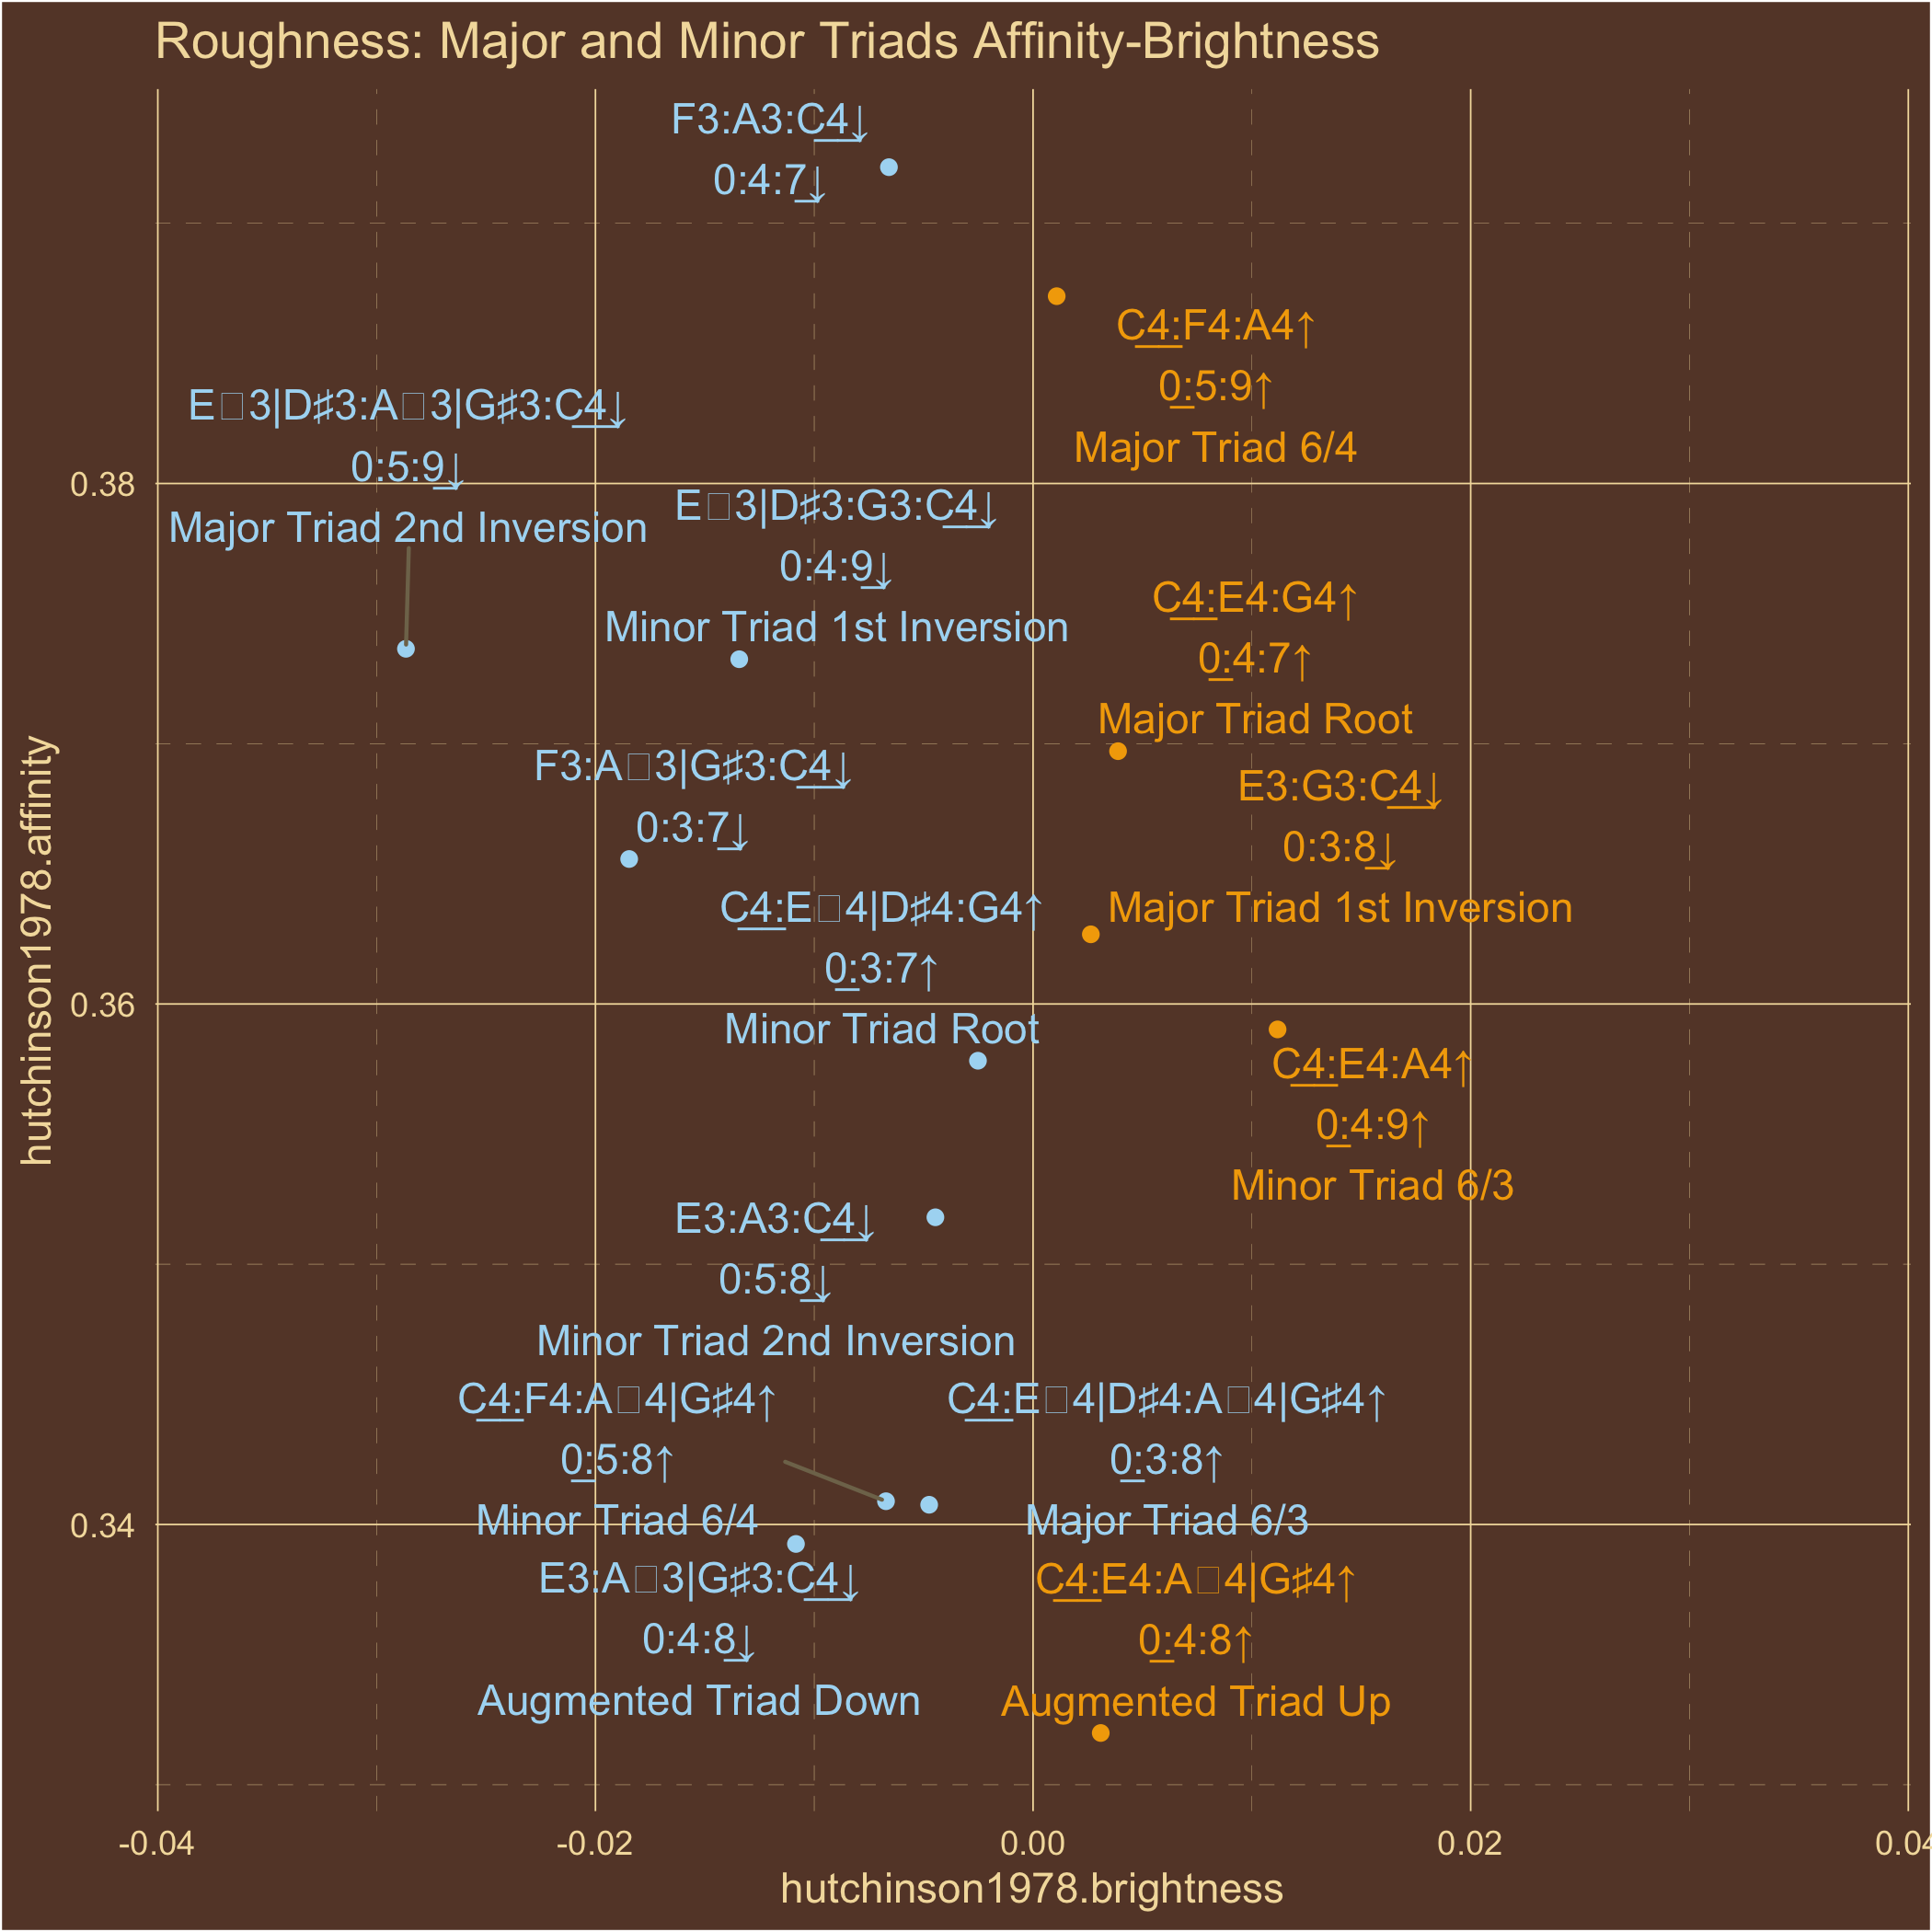 Roughness: Major and Minor Triads Affinity-Brightness
F3:A3:C4↓
0:4:7↓
C4:F4:A4↑
0:5:9↑
Major Triad 6/4
E□3|D♯3:A□3|G♯3:C4↓
0:5:9↓
Major Triad 2nd Inversion
E□3|D♯3:G3:C4↓
0:4:9↓
Minor Triad 1st Inversion
C4:E4:G4↑
0:4:7↑
Major Triad Root
F3:A□3|G♯3:C4↓
0:3:7↓
E3:G3:C4↓
0:3:8↓
Major Triad 1st Inversion
C4:E□4|D♯4:G4↑
0:3:7↑
Minor Triad Root
C4:E4:A4↑
0:4:9↑
Minor Triad 6/3
E3:A3:C4↓
0:5:8↓
Minor Triad 2nd Inversion
C4:F4:A□4|G♯4↑
0:5:8↑
Minor Triad 6/4
C4:E□4|D♯4:A□4|G♯4↑
0:3:8↑
Major Triad 6/3
E3:A□3|G♯3:C4↓
0:4:8↓
Augmented Triad Down
C4:E4:A□4|G♯4↑
0:4:8↑
Augmented Triad Up
hutchinson1978.affinity
0.38
0.36
0.34
-0.04
-0.02
0.00
0.02
0.04
hutchinson1978.brightness